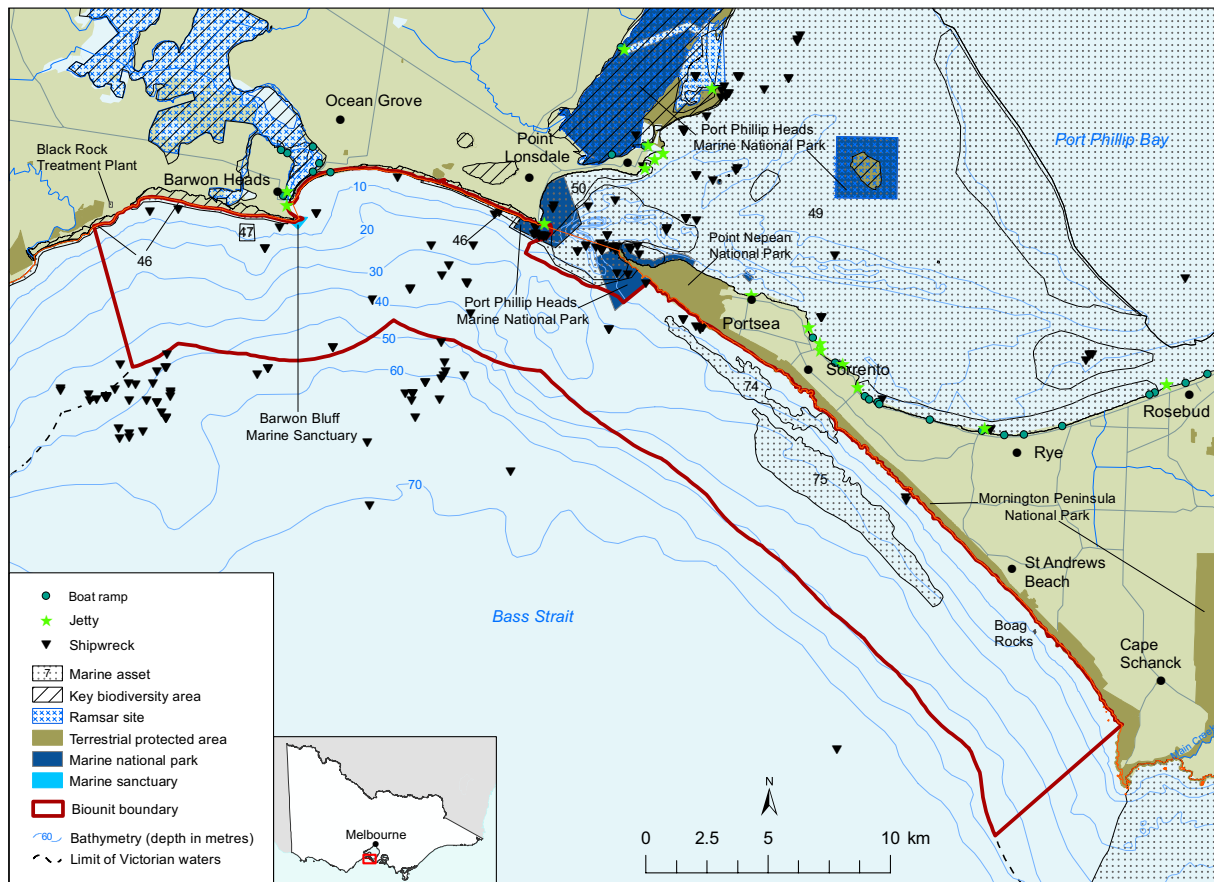 Ocean Grove
Black Rock
Treatment Plant
Barwon Heads
Point
Lonsdale
Port Phillip Heads
Marine National Park
Port Phillip Bay
10
50
49
20
47
46
46
Point Nepean
National Park
30
40
Port Phillip Heads
Marine National Park
Portsea
50
60
74
Sorrento
Rosebud
Barwon Bluff
Marine Sanctuary
Rye
70
75
Mornington Peninsula
National Park
St Andrews
Beach
Bass Strait
Boag
Rocks
Cape
Schanck
Main Creek
Boat ramp
Jetty
Shipwreck
7
Marine asset
Key biodiversity area
Ramsar site
Terrestrial protected area
Marine national park
Marine sanctuary
Biounit boundary
60
Bathymetry (depth in metres)
Limit of Victorian waters
Melbourne
N
0 2.5 5 10 km